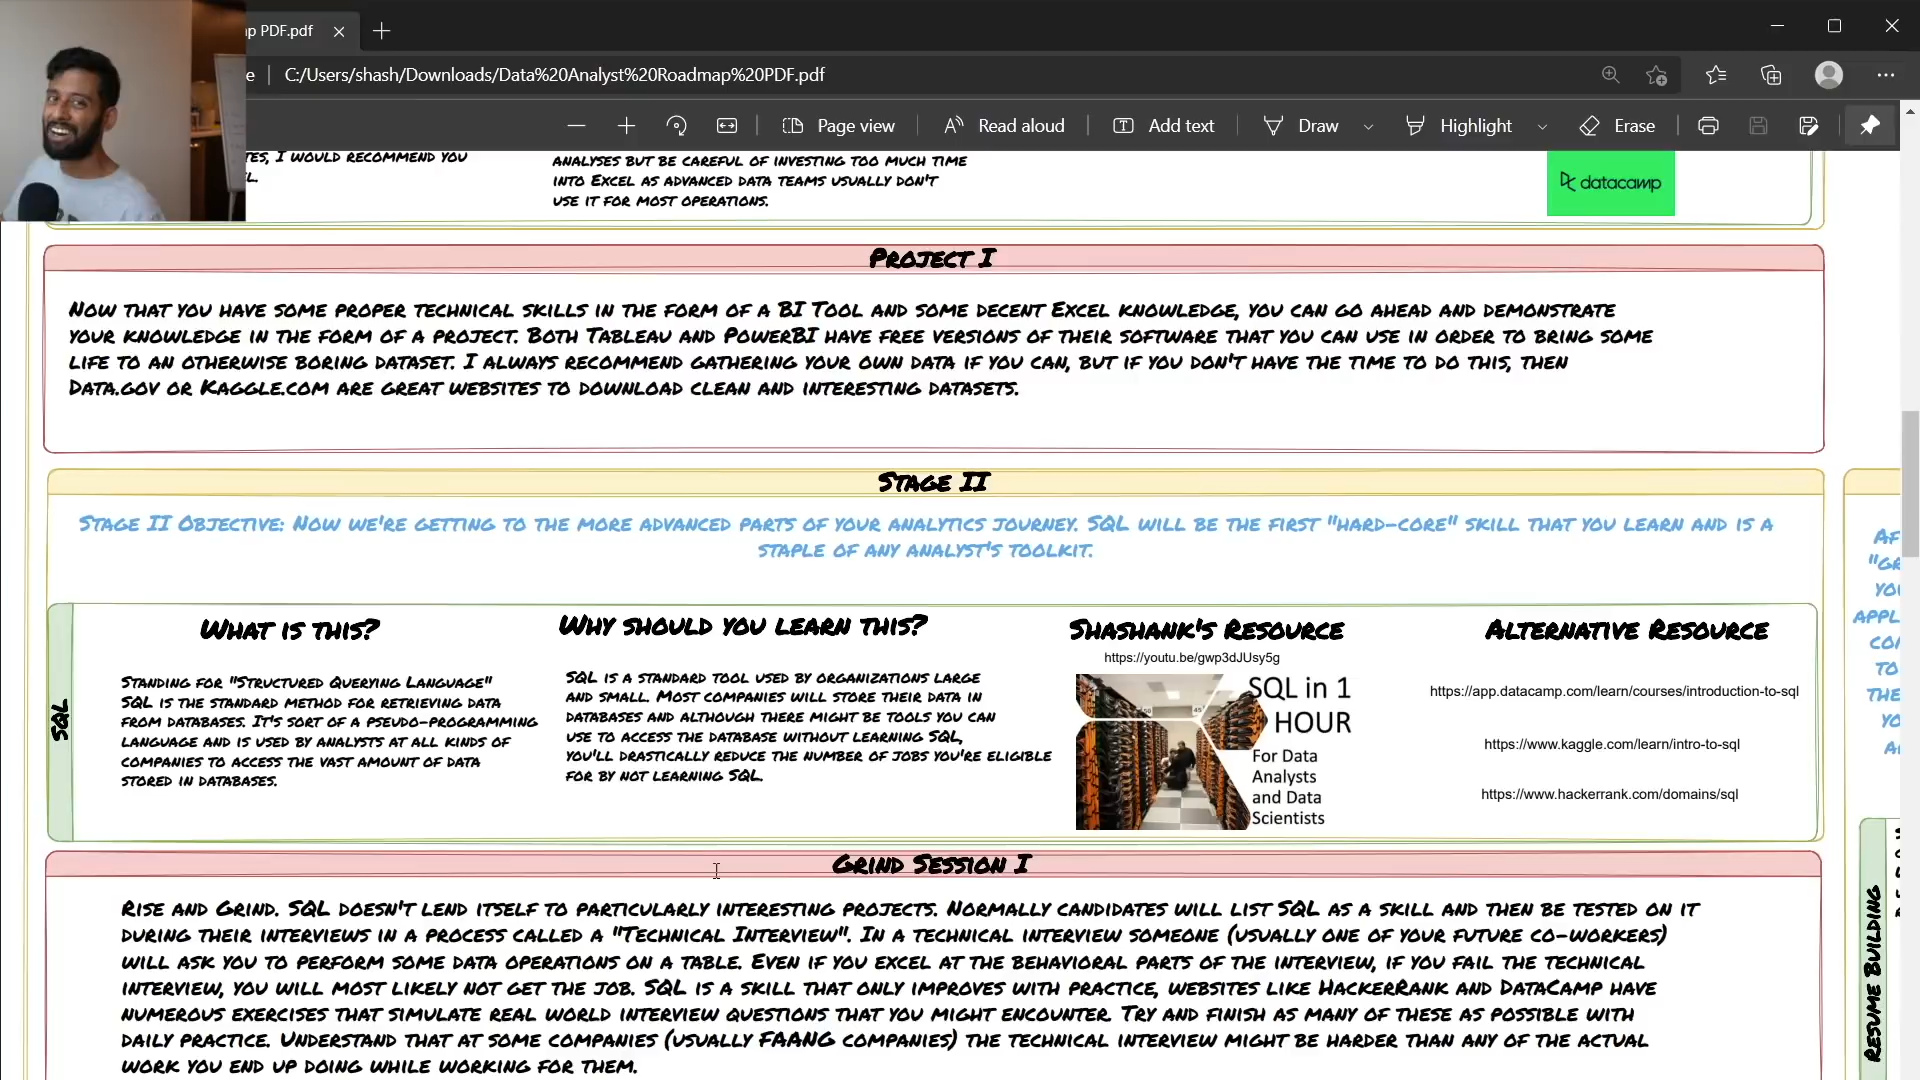 ap PDF.pdf
e
C:/Users/shash/Downloads/Data%20Analyst%20Roadmap%20PDF.pdf
Page view
Read aloud
Add text
Draw
Highlight
Erase
tes, I would recommend you
L.
analyses but be careful of investing too much time
into Excel as advanced data teams usually don't
use it for most operations.
datacamp
Project I
Now that you have some proper technical skills in the form of a BI Tool and some decent Excel knowledge, you can go ahead and demonstrate
your knowledge in the form of a project. Both Tableau and PowerBI have free versions of their software that you can use in order to bring some
life to an otherwise boring dataset. I always recommend gathering your own data if you can, but if you don't have the time to do this, then
Data.gov or Kaggle.com are great websites to download clean and interesting datasets.
Stage II
Stage II Objective: Now we're getting to the more advanced parts of your analytics journey. SQL will be the first "hard-core" skill that you learn and is a
staple of any analyst's toolkit.
SQL
What is this?
Standing for "Structured Querying Language"
SQL is the standard method for retrieving data
from databases. It's sort of a pseudo-programming
language and is used by analysts at all kinds of
companies to access the vast amount of data
stored in databases.
Why should you learn this?
SQL is a standard tool used by organizations large
and small. Most companies will store their data in
databases and although there might be tools you can
use to access the database without learning SQL,
you'll drastically reduce the number of jobs you're eligible
for by not learning SQL.
Shashank's Resource
https://youtu.be/gwp3dJUsy5g
SQL in 1
HOUR
For Data
Analysts
and Data
Scientists
Alternative Resource
https://app.datacamp.com/learn/courses/introduction-to-sql
https://www.kaggle.com/learn/intro-to-sql
https://www.hackerrank.com/domains/sql
Grind Session I
Rise and Grind. SQL doesn't lend itself to particularly interesting projects. Normally candidates will list SQL as a skill and then be tested on it
during their interviews in a process called a "Technical Interview". In a technical interview someone (usually one of your future co-workers)
will ask you to perform some data operations on a table. Even if you excel at the behavioral parts of the interview, if you fail the technical
interview, you will most likely not get the job. SQL is a skill that only improves with practice, websites like HackerRank and DataCamp have
numerous exercises that simulate real world interview questions that you might encounter. Try and finish as many of these as possible with
daily practice. Understand that at some companies (usually FAANG companies) the technical interview might be harder than any of the actual
work you end up doing while working for them.
Af
"gr
you
appl
con
to
the
yo
a
Resume Building